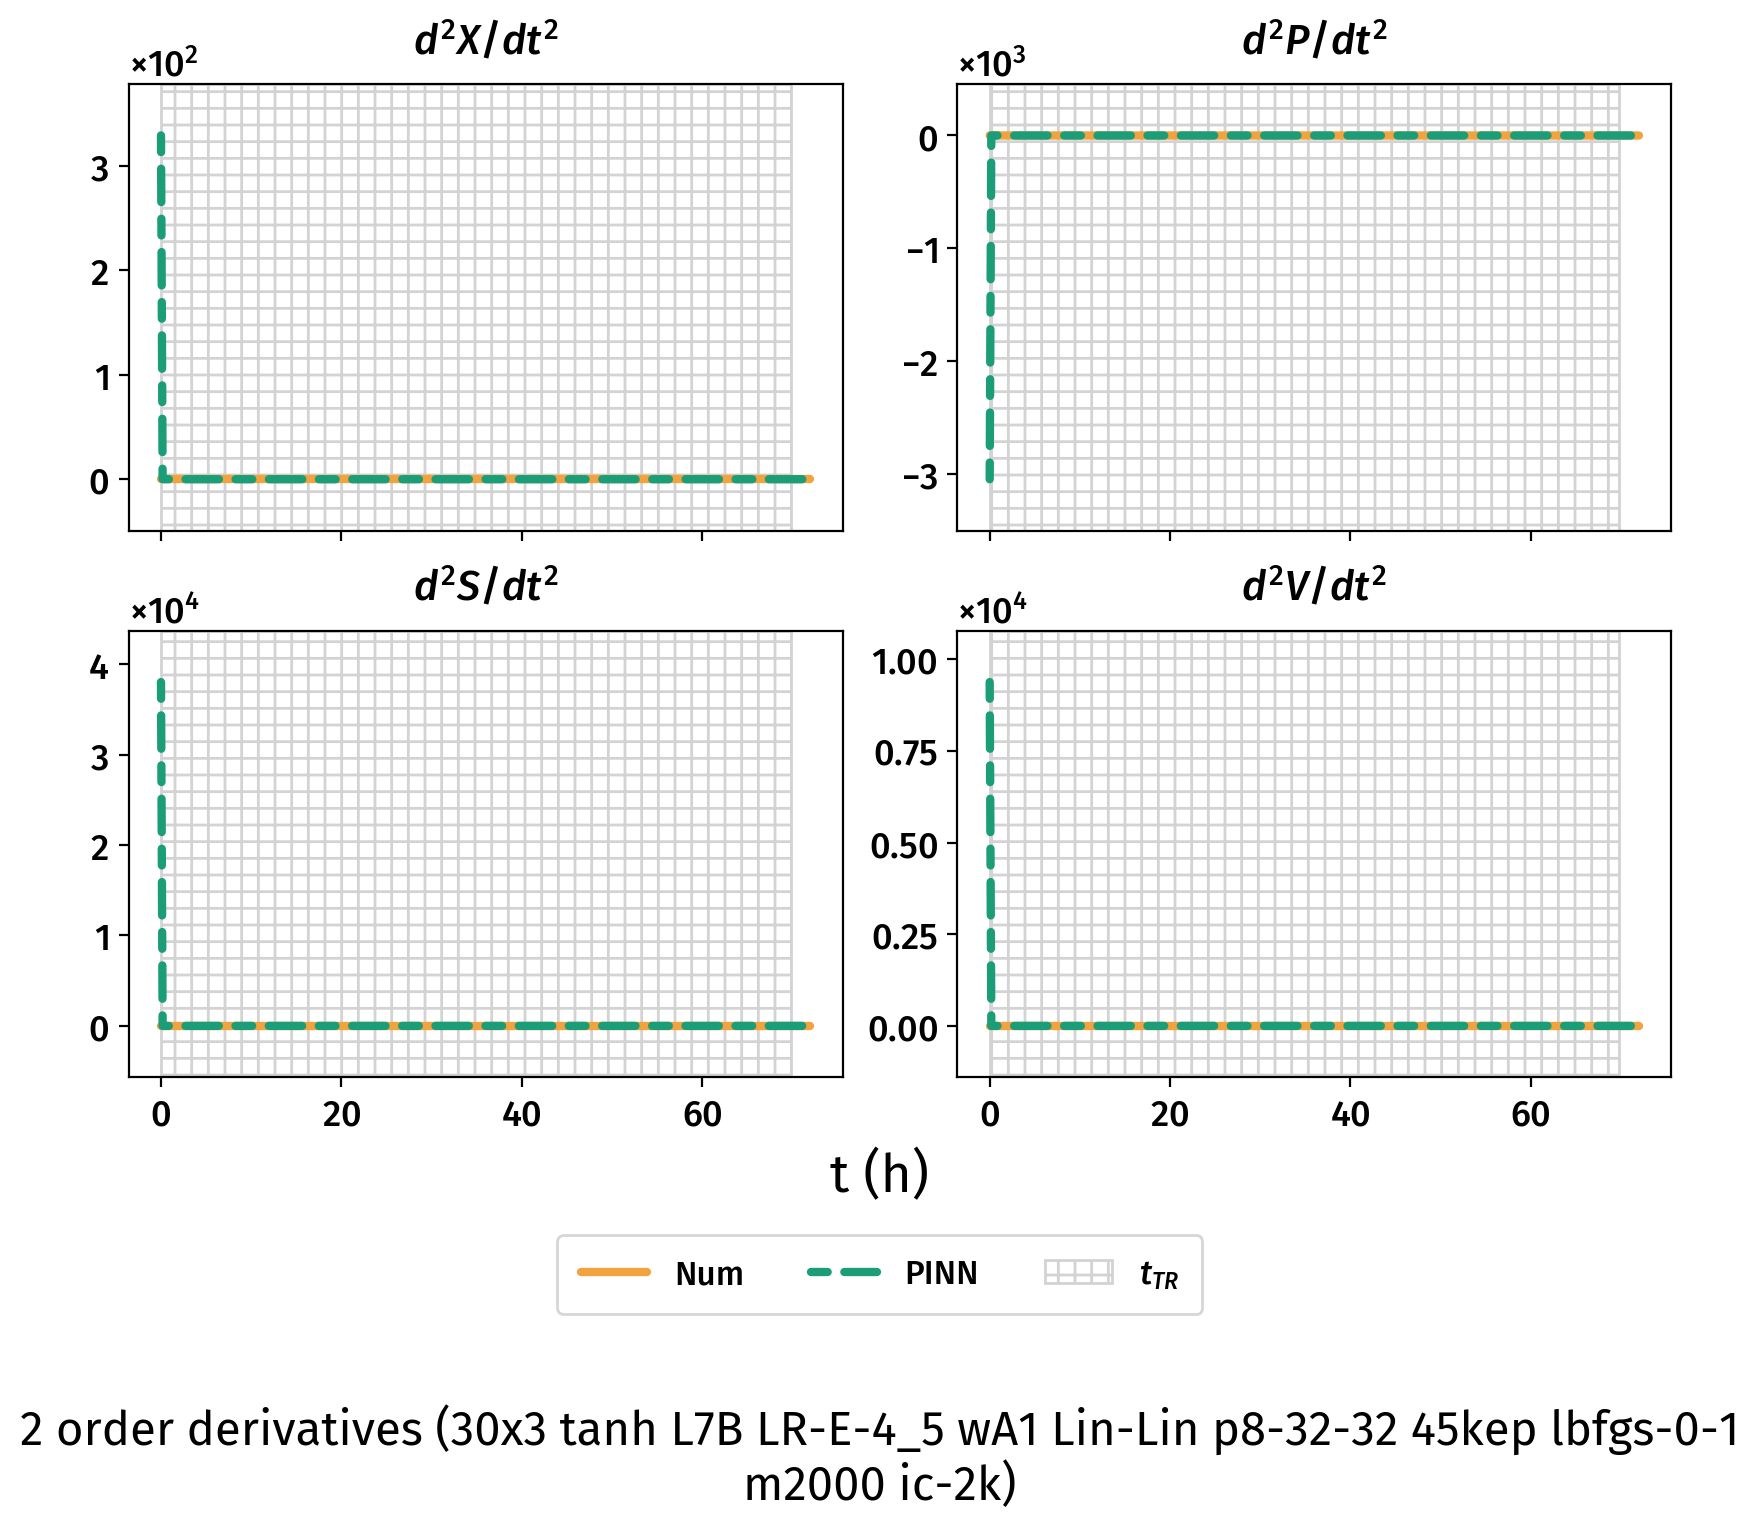 d²X/dt²
×10²
3
2
1
0
d²P/dt²
×10³
0
−1
−2
−3
d²S/dt²
×10⁴
4
3
2
1
0
0 20 40 60
d²V/dt²
×10⁴
1.00
0.75
0.50
0.25
0.00
0 20 40 60
t (h)
Num PINN t_TR
2 order derivatives (30x3 tanh L7B LR-E-4_5 wA1 Lin-Lin p8-32-32 45kep lbfgs-0-1
m2000 ic-2k)